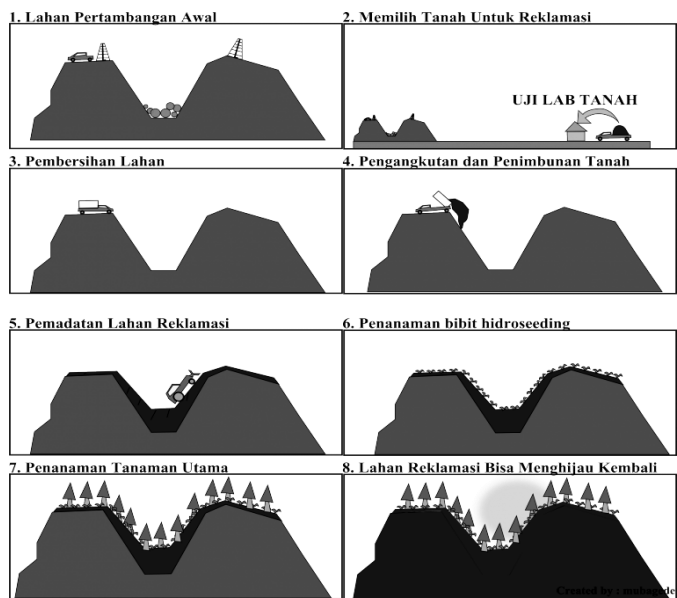 1. Lahan Pertambangan Awal
2. Memilih Tanah Untuk Reklamasi
UJI LAB TANAH
3. Pembersihan Lahan
4. Pengangkutan dan Penimbunan Tanah
5. Pemadatan Lahan Reklamasi
6. Penanaman bibit hidroseeding
7. Penanaman Tanaman Utama
8. Lahan Reklamasi Bisa Menghijau Kembali
Created by :